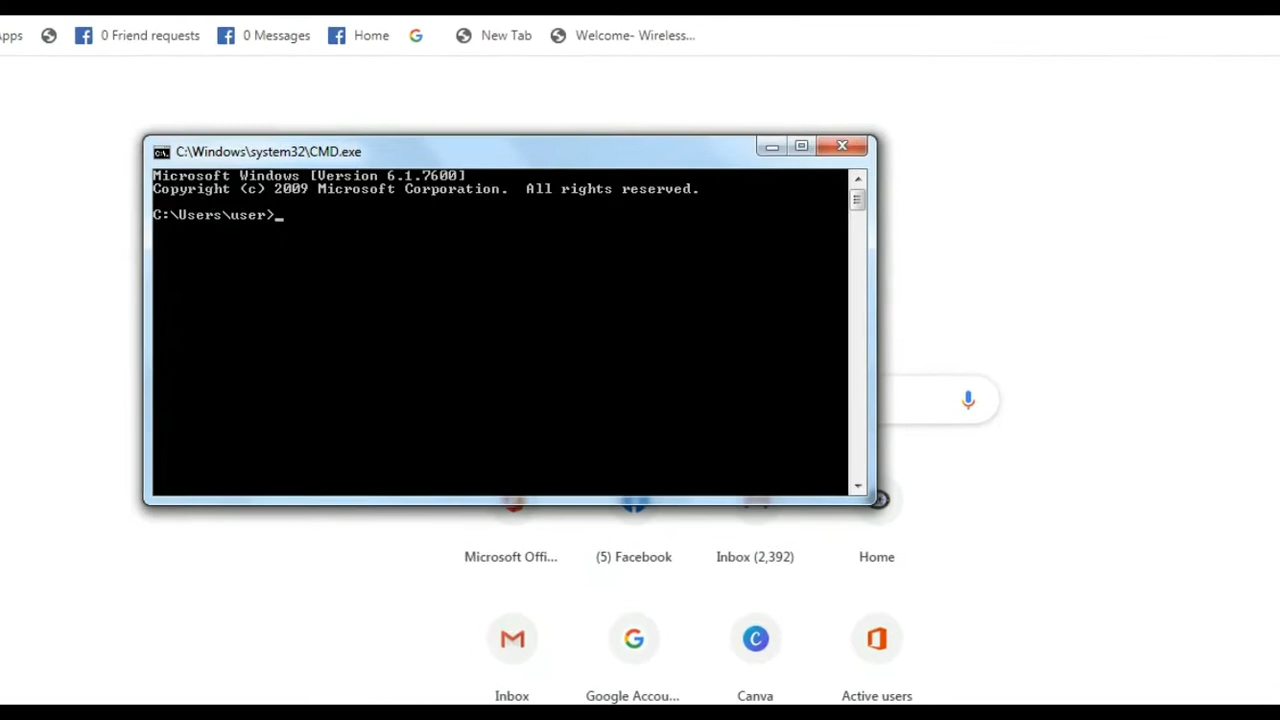 pps 0 Friend requests 0 Messages Home New Tab Welcome- Wireless...
C:\Windows\system32\CMD.exe
Microsoft Windows [Version 6.1.7600]
Copyright (c) 2009 Microsoft Corporation. All rights reserved.
C:\Users\user>_
Microsoft Offi... (5) Facebook Inbox (2,392) Home
Inbox Google Accou... Canva Active users